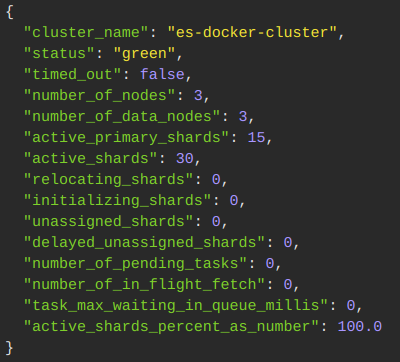 {
  "cluster_name": "es-docker-cluster",
  "status": "green",
  "timed_out": false,
  "number_of_nodes": 3,
  "number_of_data_nodes": 3,
  "active_primary_shards": 15,
  "active_shards": 30,
  "relocating_shards": 0,
  "initializing_shards": 0,
  "unassigned_shards": 0,
  "delayed_unassigned_shards": 0,
  "number_of_pending_tasks": 0,
  "number_of_in_flight_fetch": 0,
  "task_max_waiting_in_queue_millis": 0,
  "active_shards_percent_as_number": 100.0
}